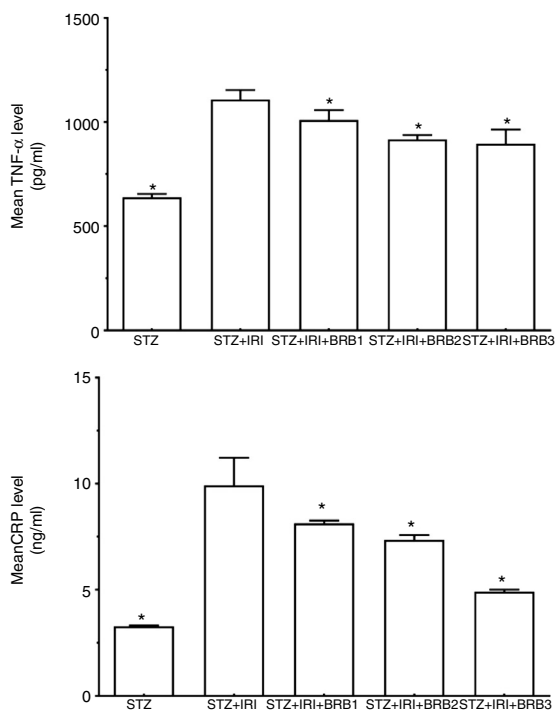 Mean TNF-α level
(pg/ml)
1500
1000
500
0
*
*
*
*
STZ STZ+IRI STZ+IRI+BRB1 STZ+IRI+BRB2 STZ+IRI+BRB3
MeanCRP level
(ng/ml)
15
10
5
0
*
*
*
*
STZ STZ+IRI STZ+IRI+BRB1 STZ+IRI+BRB2 STZ+IRI+BRB3